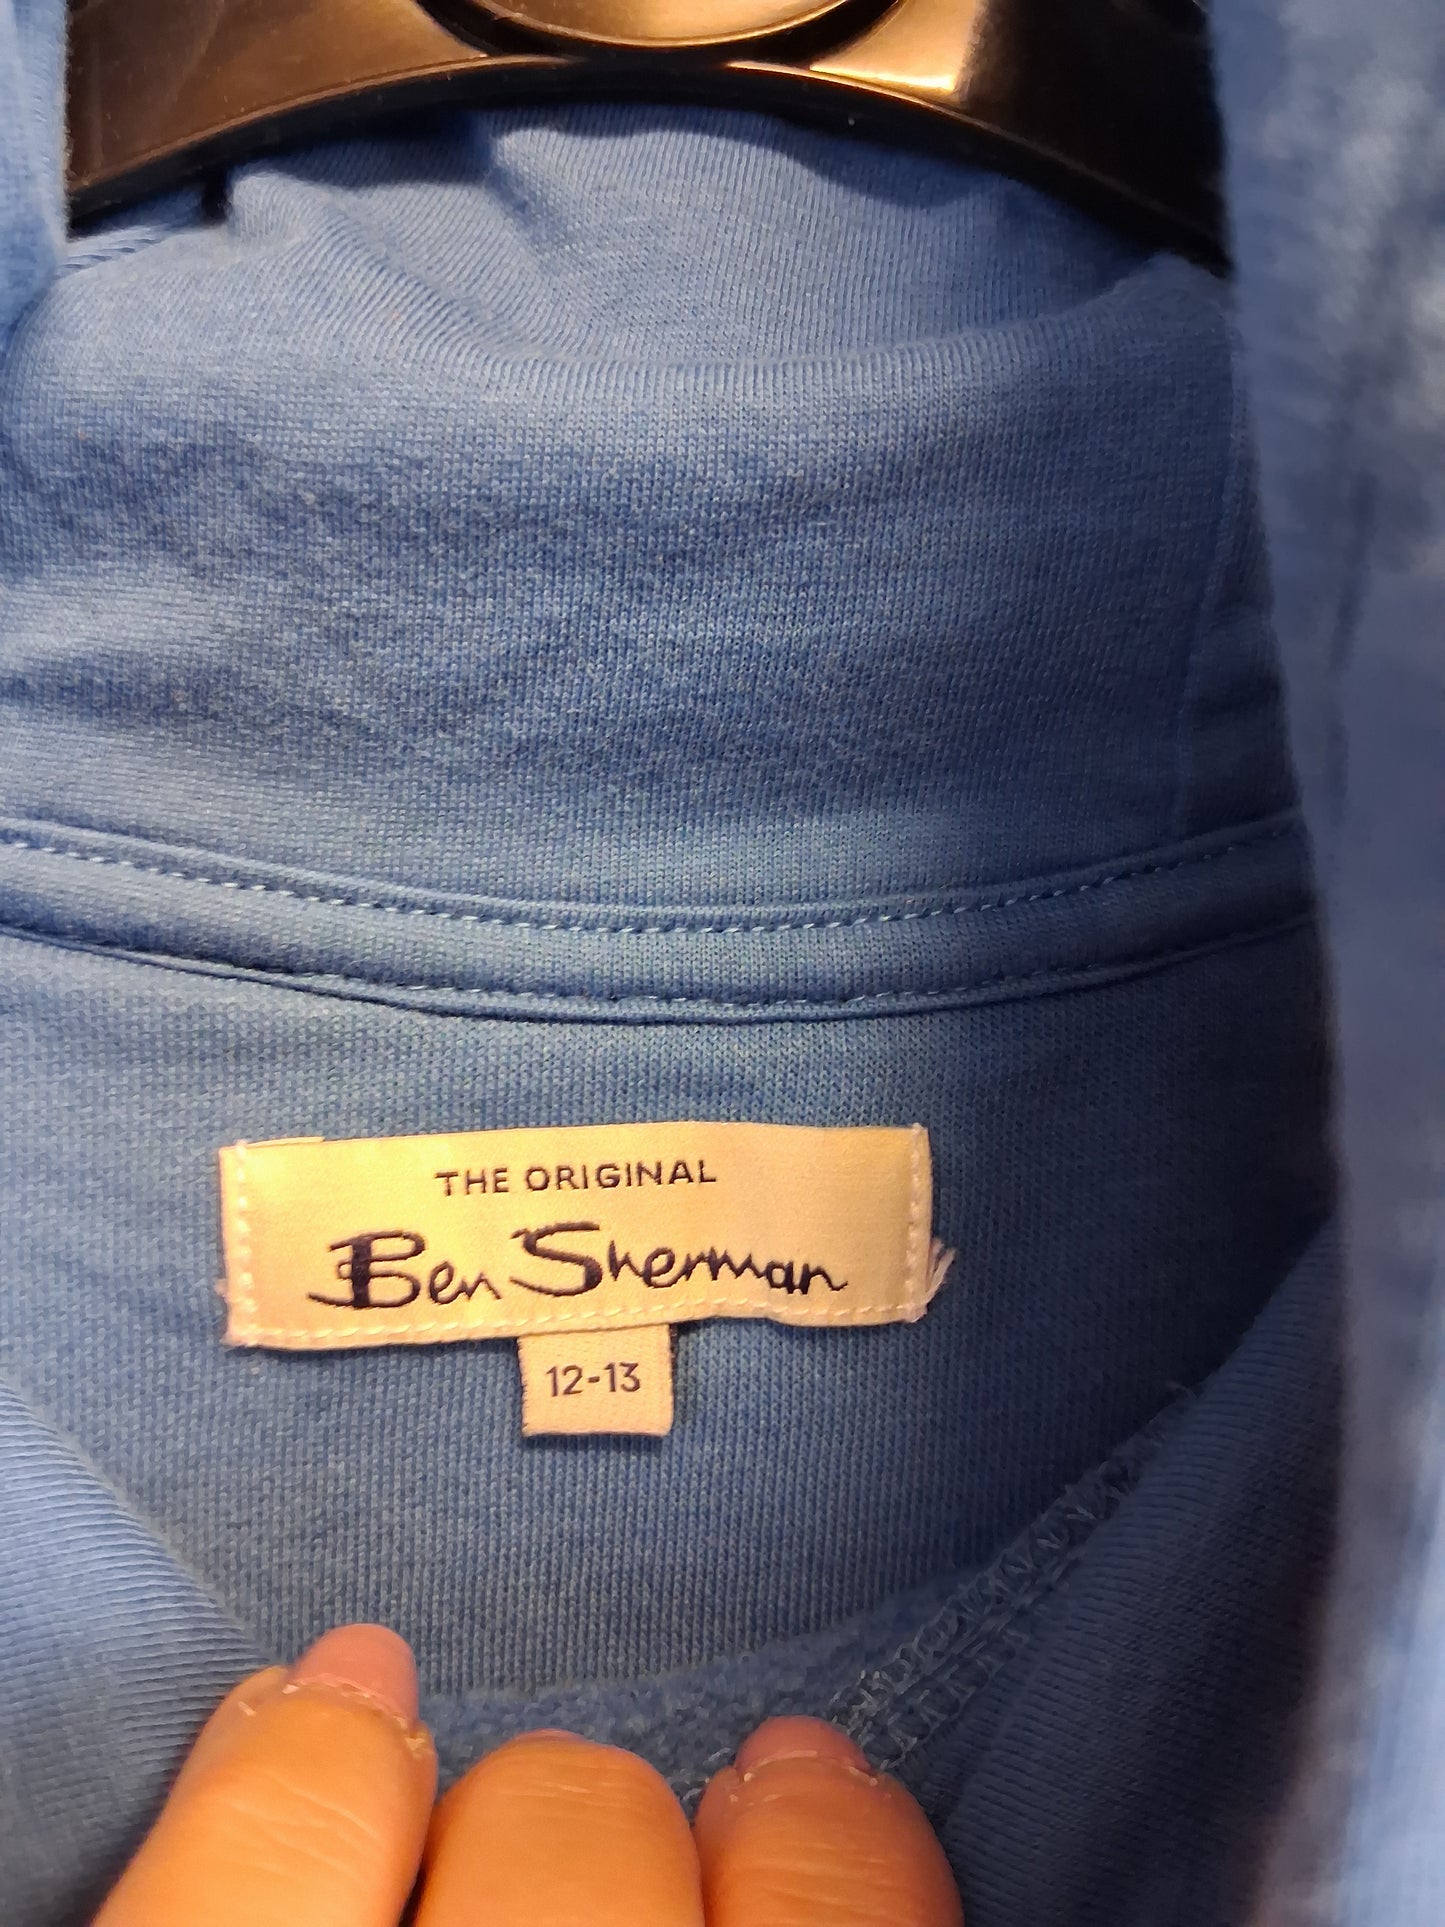 THE ORIGINAL
Ben Sherman
12-13